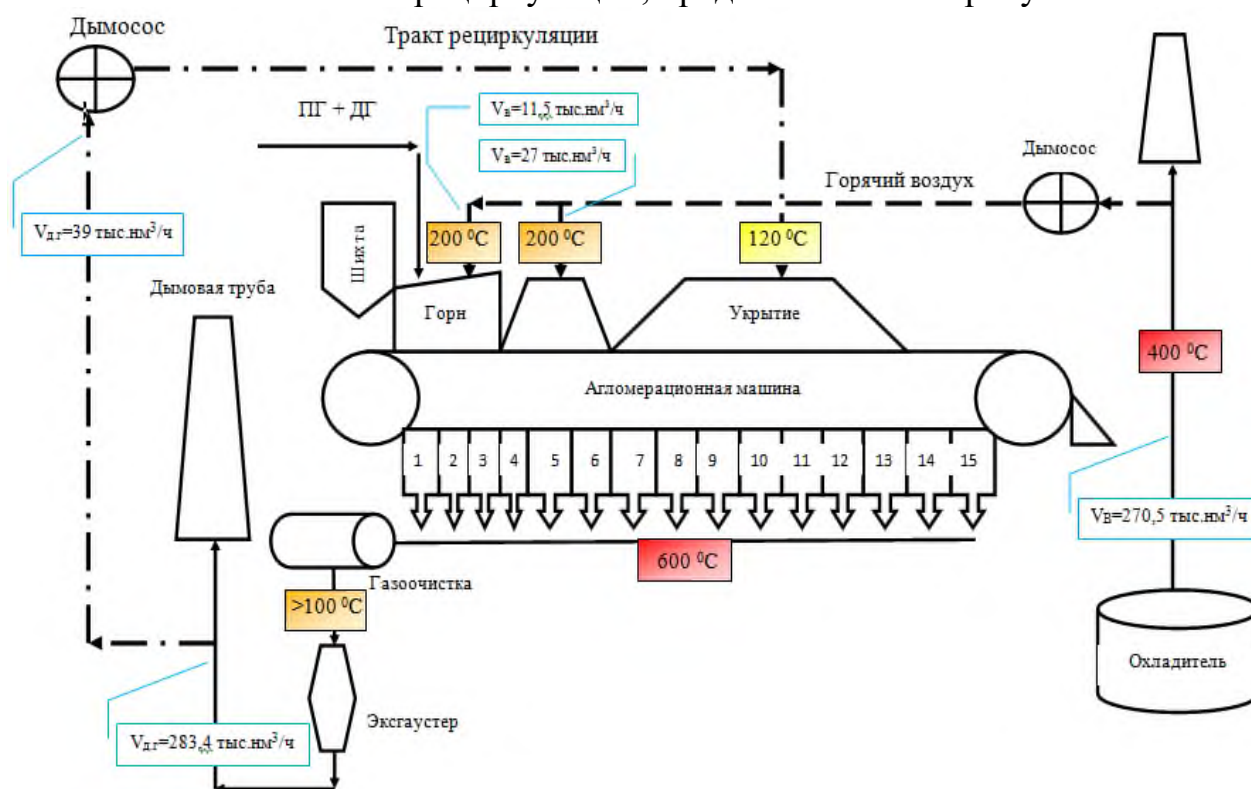 Дымосос
Тракт рециркуляции
ПГ + ДГ
Vв=11,5 тыс.нм³/ч
Vв=27 тыс.нм³/ч
Дымосос
Горячий воздух
Vд.г=39 тыс.нм³/ч
Шихта
200 ⁰С
200 ⁰С
120 ⁰С
Дымовая труба
Горн
Укрытие
400 ⁰С
Агломерационная машина
1 2 3 4 5 6 7 8 9 10 11 12 13 14 15
Vв=270,5 тыс.нм³/ч
600 ⁰С
Газоочистка
>100 ⁰С
Охладитель
Эксгаустер
Vд.г=283,4 тыс.нм³/ч